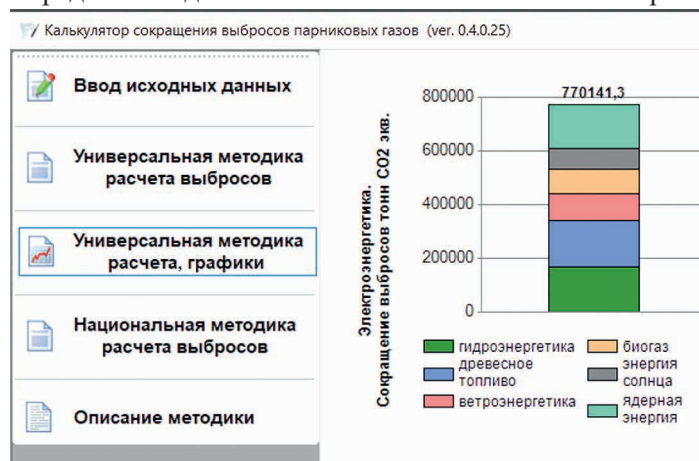 Калькулятор сокращения выбросов парниковых газов (ver. 0.4.0.25)
Ввод исходных данных
Универсальная методика
расчета выбросов
Универсальная методика
расчета, графики
Национальная методика
расчета выбросов
Описание методики
Электроэнергетика.
Сокращение выбросов тонн СО2 экв.
770141,3
800000
600000
400000
200000
0
гидроэнергетика
древесное
топливо
ветроэнергетика
биогаз
энергия
солнца
ядерная
энергия